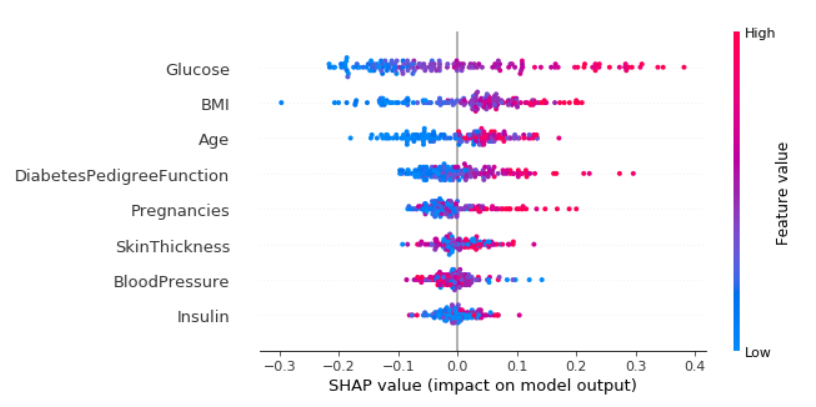 High
Glucose
BMI
Age
DiabetesPedigreeFunction
Pregnancies
SkinThickness
BloodPressure
Insulin
Feature value
Low
−0.3 −0.2 −0.1 0.0 0.1 0.2 0.3 0.4
SHAP value (impact on model output)